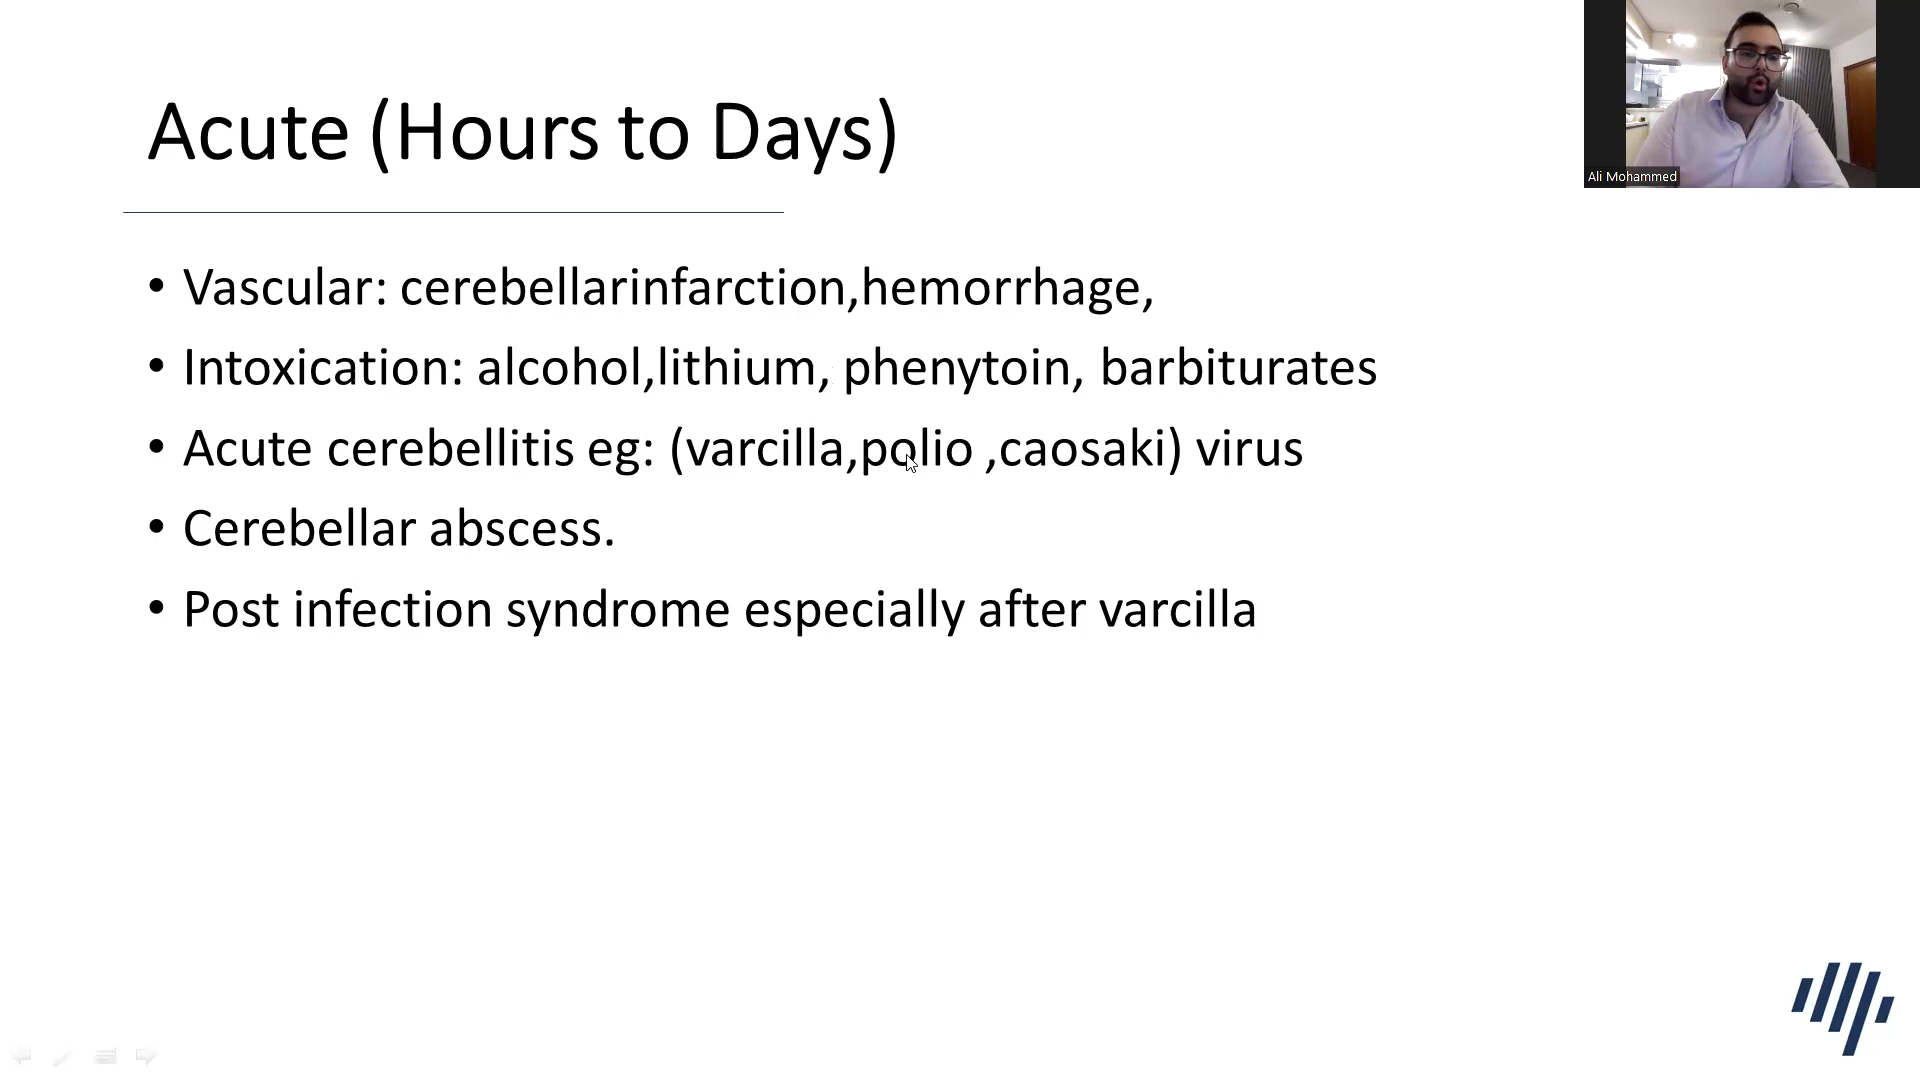 Acute (Hours to Days)
Ali Mohammed
• Vascular: cerebellarinfarction,hemorrhage,
• Intoxication: alcohol,lithium, phenytoin, barbiturates
• Acute cerebellitis eg: (varcilla,polio ,caosaki) virus
• Cerebellar abscess.
• Post infection syndrome especially after varcilla